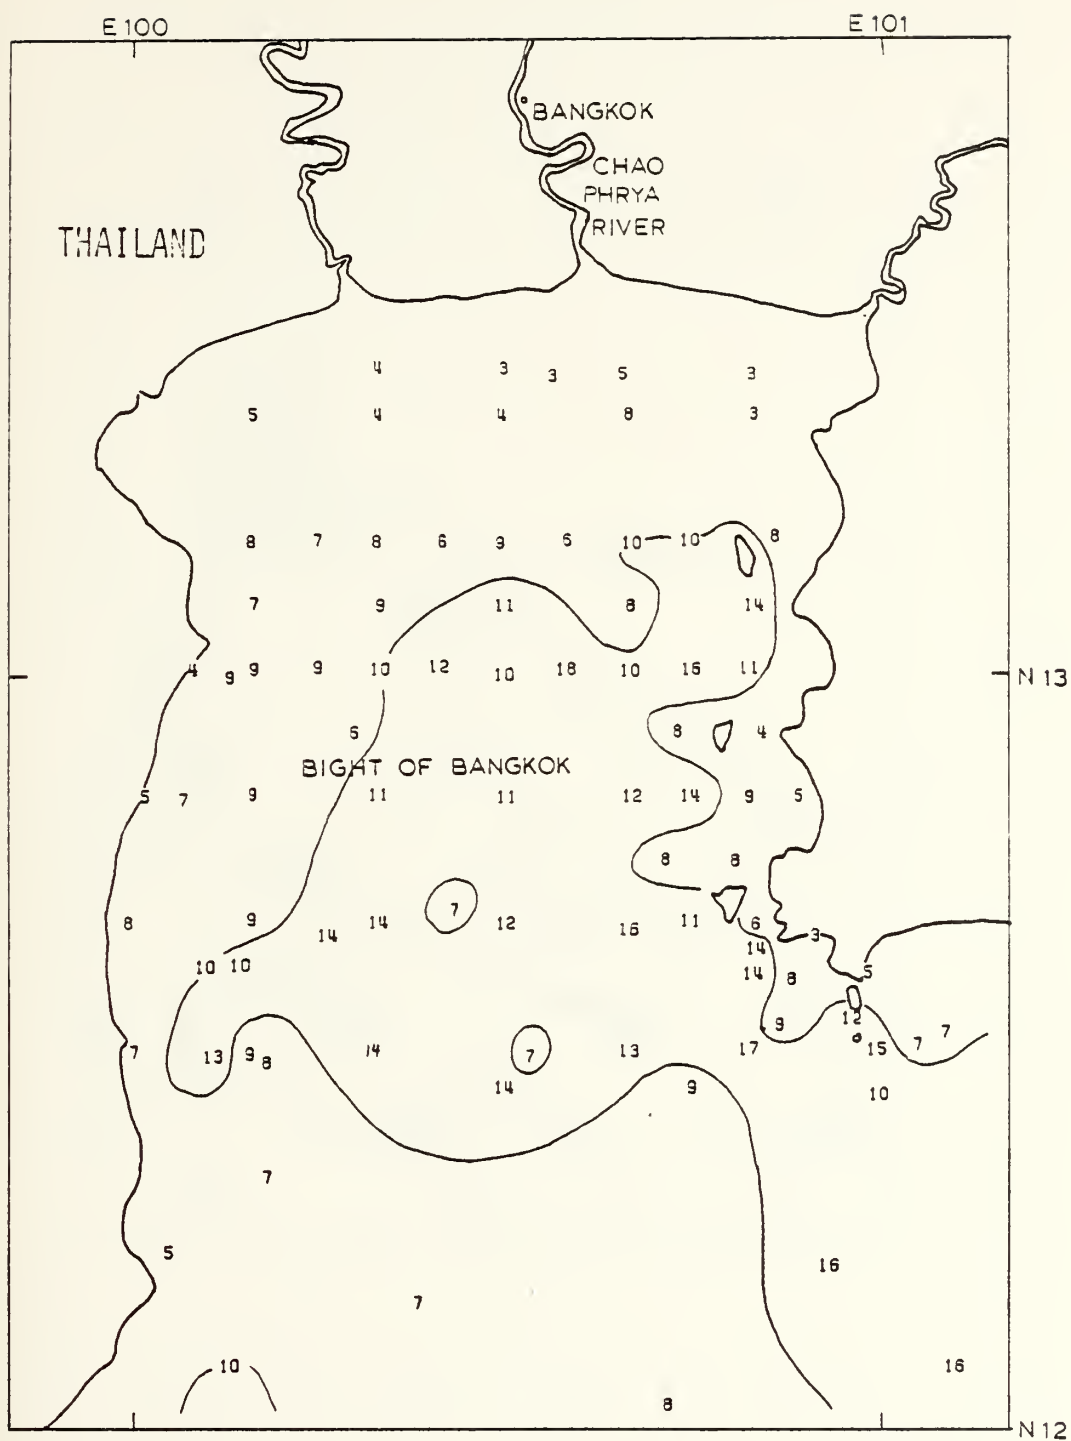 E 100 E 101
BANGKOK
CHAO
PHRYA
RIVER
THAILAND
4 3 3 5 3
5 4 4 8 3
8 7 8 6 9 6 10 10 8
7 9 11 8 14
4 9 9 9 10 12 10 18 10 16 11
N 13
6 8 4
BIGHT OF BANGKOK
5 7 9 11 11 12 14 9 5
8 8
7
8 9 14 14 12 16 11 6 3
14
10 10 14 8 5
9 12 7 7
7 13 9 8 14 7 13 17 15
14 9 10
7
5 16
7
10 16
8
N 12